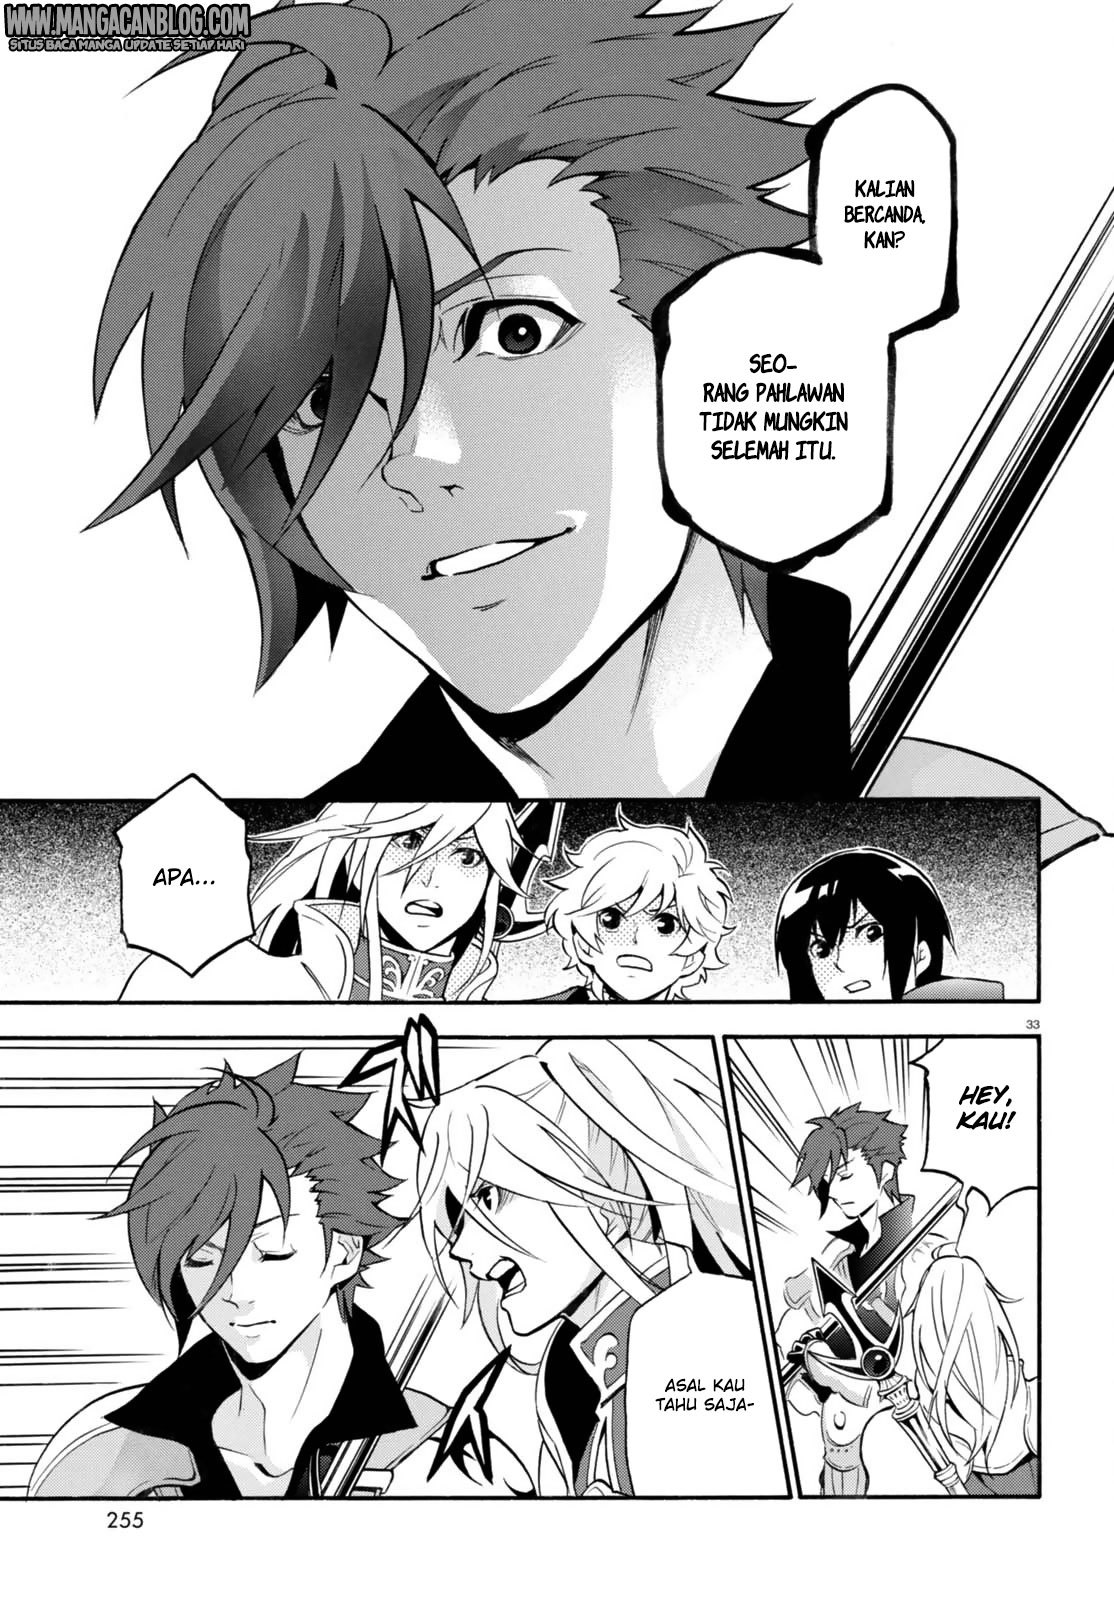 WWW.MANGACANBLOG.COM
SITUS BACA MANGA UPDATE SETIAP HARI
KALIAN
BERCANDA,
KAN?
SEO-
RANG PAHLAWAN
TIDAK MUNGKIN
SELEMAH ITU.
APA...
33
HEY,
KAU!
ASAL KAU
TAHU SAJA-
255